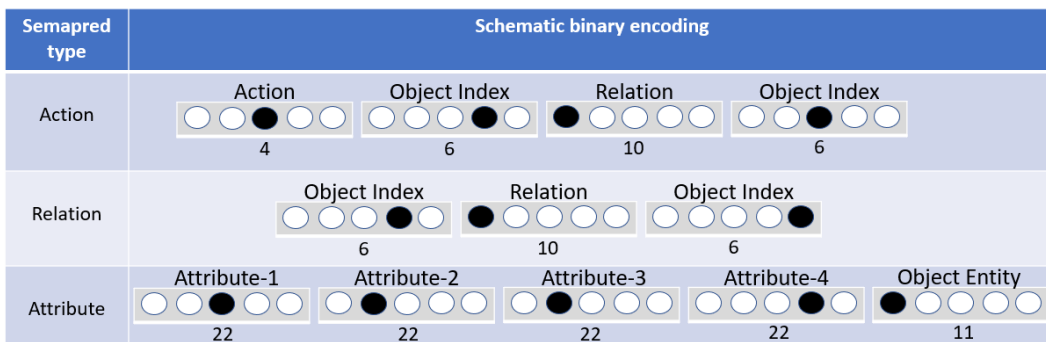 Semapred type
Schematic binary encoding
Action
Action
Object Index
Relation
Object Index
4
6
10
6
Relation
Object Index
Relation
Object Index
6
10
6
Attribute
Attribute-1
Attribute-2
Attribute-3
Attribute-4
Object Entity
22
22
22
22
11